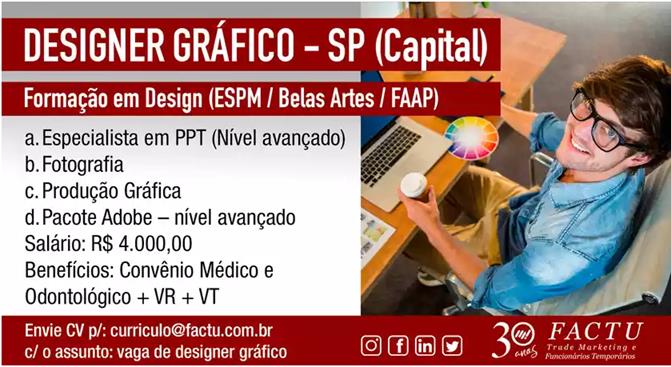 DESIGNER GRÁFICO – SP (Capital)
Formação em Design (ESPM / Belas Artes / FAAP)
a. Especialista em PPT (Nível avançado)
b. Fotografia
c. Produção Gráfica
d. Pacote Adobe – nível avançado
Salário: R$ 4.000,00
Benefícios: Convênio Médico e
Odontológico + VR + VT
Envie CV p/: curriculo@factu.com.br
c/ o assunto: vaga de designer gráfico
30 anos
FACTU
Trade Marketing e
Funcionários Temporários